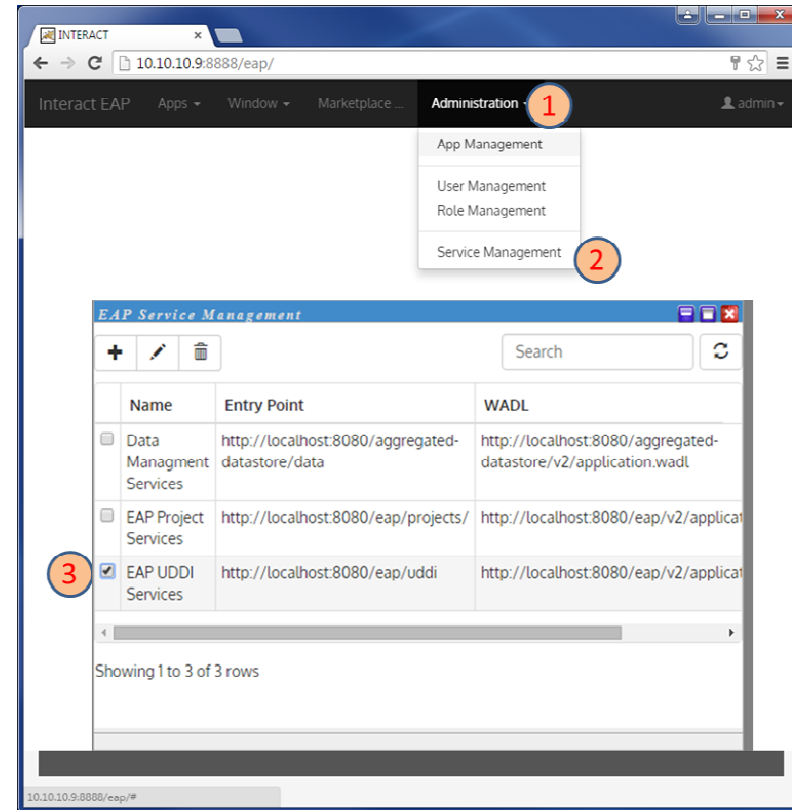 INTERACT
10.10.10.9:8888/eap/
Interact EAP Apps Window Marketplace ... Administration 1 admin
App Management
User Management
Role Management
Service Management 2
EAP Service Management
Search
Name Entry Point WADL
Data http://localhost:8080/aggregated- http://localhost:8080/aggregated-
Managment datastore/data datastore/v2/application.wadl
Services
EAP Project http://localhost:8080/eap/projects/ http://localhost:8080/eap/v2/applicat
Services
3 EAP UDDI http://localhost:8080/eap/uddi http://localhost:8080/eap/v2/applicat
Services
Showing 1 to 3 of 3 rows
10.10.10.9:8888/eap/#